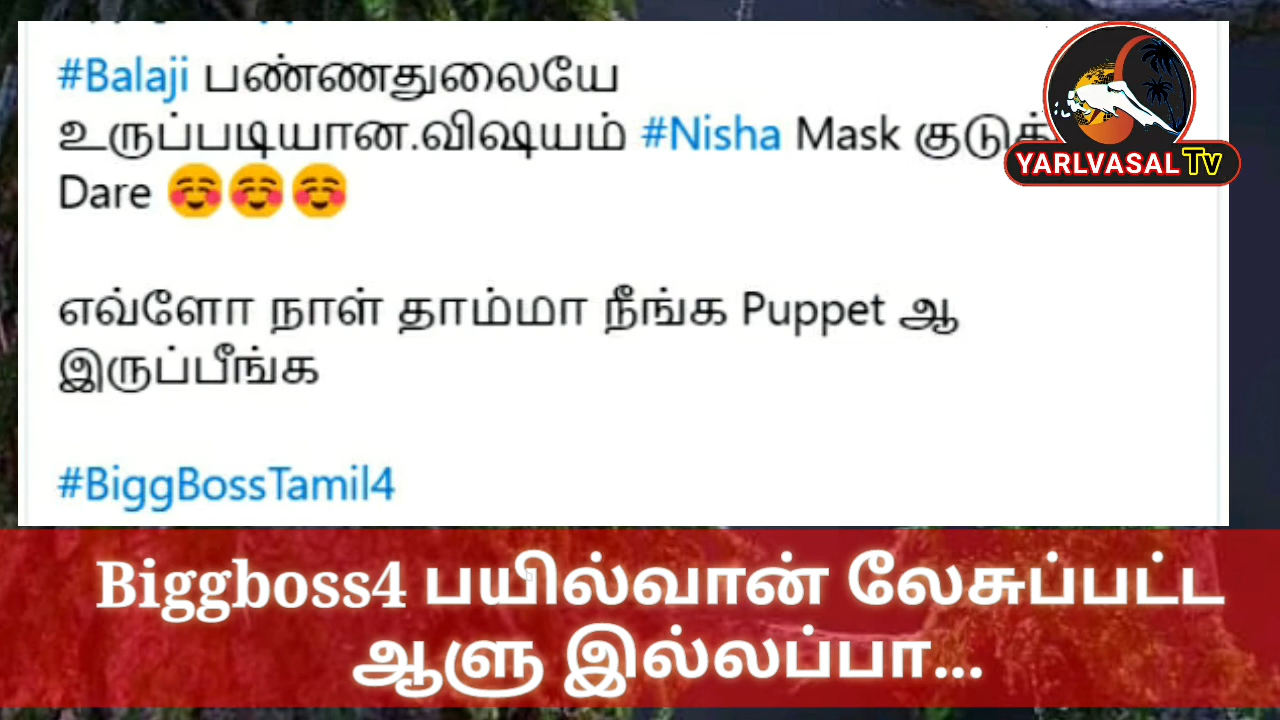 #Balaji பண்ணதுலையே
உருப்படியான.விஷயம் #Nisha Mask
Dare ☺️☺️☺️
எவ்ளோ நாள் தாம்மா நீங்க Puppet ஆ
இருப்பீங்க
#BiggBossTamil4
YARLVASAL Tv
Biggboss4 பயில்வான் லேசுப்பட்ட
ஆளு இல்லப்பா...